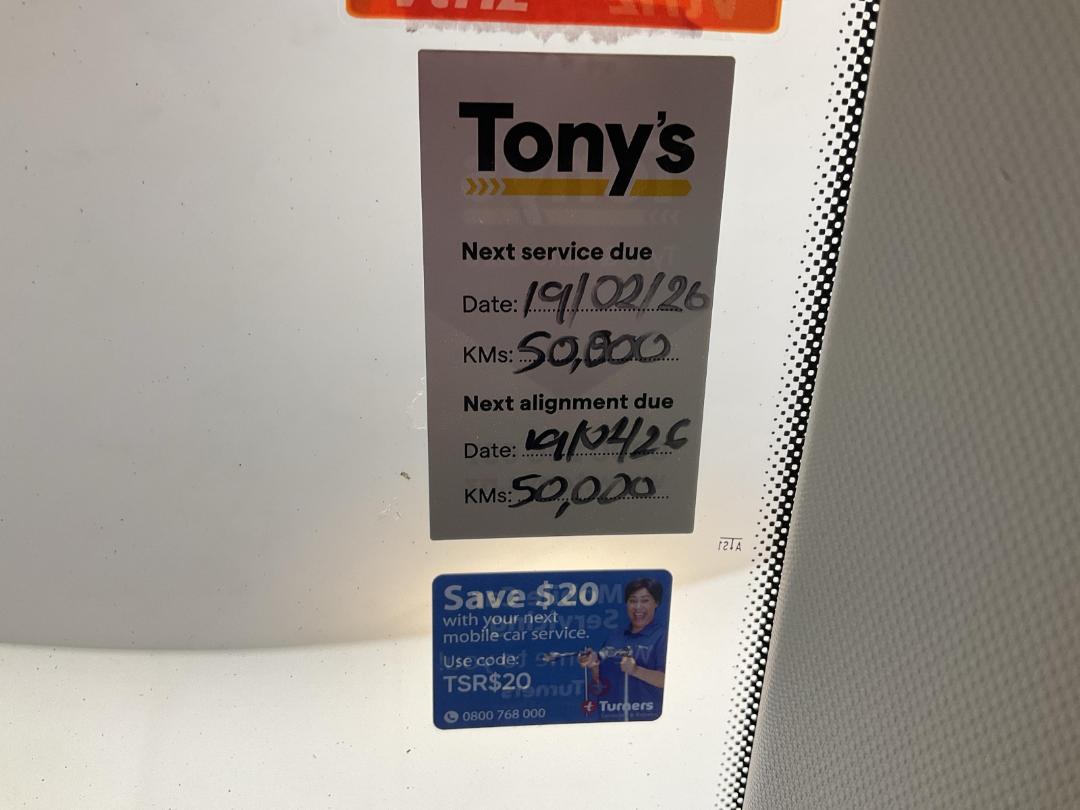 Tony's
Next service due
Date: 19/02/26
KMs: 50,000
Next alignment due
Date: 19/04/26
KMs: 50,000
Save $20
with your next
mobile car service.
Use code:
TSR$20
0800 768 000
Turners